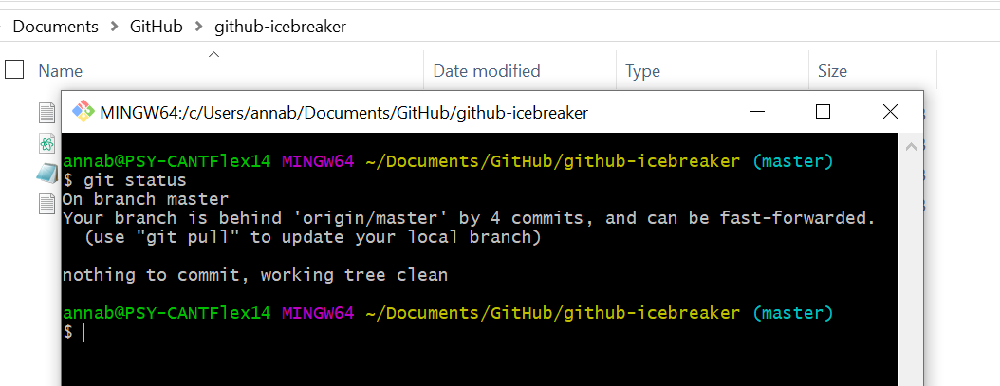 Documents > GitHub > github-icebreaker
Name Date modified Type Size
MINGW64:/c/Users/annab/Documents/GitHub/github-icebreaker
annab@PSY-CANTFlex14 MINGW64 ~/Documents/GitHub/github-icebreaker (master)
$ git status
On branch master
Your branch is behind 'origin/master' by 4 commits, and can be fast-forwarded.
  (use "git pull" to update your local branch)
nothing to commit, working tree clean
annab@PSY-CANTFlex14 MINGW64 ~/Documents/GitHub/github-icebreaker (master)
$